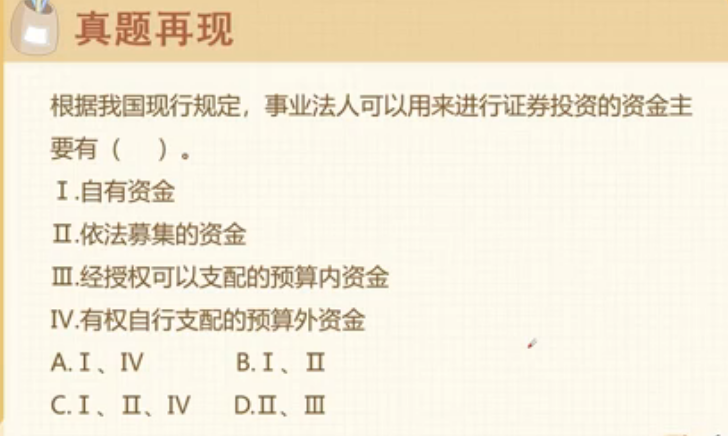 真题再现
根据我国现行规定，事业法人可以用来进行证券投资的资金主
要有（　　）。
Ⅰ.自有资金
Ⅱ.依法募集的资金
Ⅲ.经授权可以支配的预算内资金
Ⅳ.有权自行支配的预算外资金
A.Ⅰ、Ⅳ　　B.Ⅰ、Ⅱ
C.Ⅰ、Ⅱ、Ⅳ　　D.Ⅱ、Ⅲ